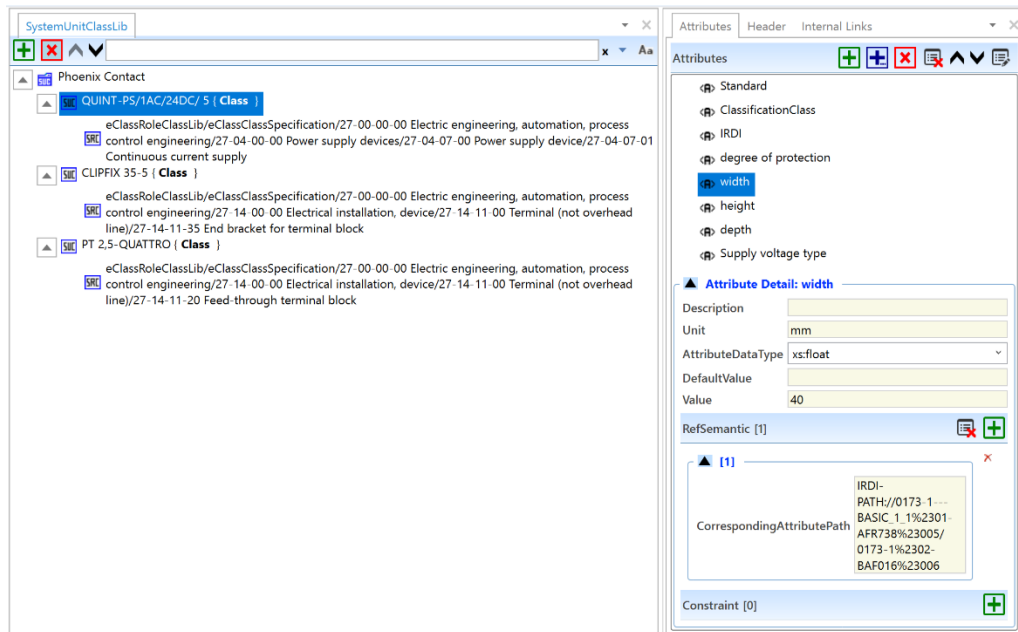 SystemUnitClassLib
x Aa
Phoenix Contact
SUC QUINT-PS/1AC/24DC/ 5 { Class }
eClassRoleClassLib/eClassClassSpecification/27-00-00-00 Electric engineering, automation, process
SRC control engineering/27-04-00-00 Power supply devices/27-04-07-00 Power supply device/27-04-07-01
Continuous current supply
SUC CLIPFIX 35-5 { Class }
eClassRoleClassLib/eClassClassSpecification/27-00-00-00 Electric engineering, automation, process
SRC control engineering/27-14-00-00 Electrical installation, device/27-14-11-00 Terminal (not overhead
line)/27-14-11-35 End bracket for terminal block
SUC PT 2,5-QUATTRO { Class }
eClassRoleClassLib/eClassClassSpecification/27-00-00-00 Electric engineering, automation, process
SRC control engineering/27-14-00-00 Electrical installation, device/27-14-11-00 Terminal (not overhead
line)/27-14-11-20 Feed-through terminal block
Attributes Header Internal Links
Attributes
Standard
ClassificationClass
IRDI
degree of protection
width
height
depth
Supply voltage type
Attribute Detail: width
Description
Unit mm
AttributeDataType xs:float
DefaultValue
Value 40
RefSemantic [1]
[1]
IRDI-
PATH://0173-1---
BASIC_1_1%2301-
CorrespondingAttributePath AFR738%23005/
0173-1%2302-
BAF016%23006
Constraint [0]